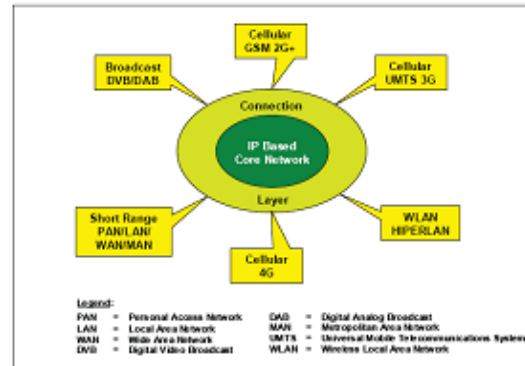 Cellular
GSM 2G+
Broadcast
DVB/DAB
Cellular
UMTS 3G
Connection
IP Based
Core Network
Layer
Short Range
PAN/LAN/
WAN/MAN
Cellular
4G
WLAN
HIPERLAN
Legend:
PAN = Personal Access Network
LAN = Local Area Network
WAN = Wide Area Network
DVB = Digital Video Broadcast
DAB = Digital Analog Broadcast
MAN = Metropolitan Area Network
UMTS = Universal Mobile Telecommunications System
WLAN = Wireless Local Area Network